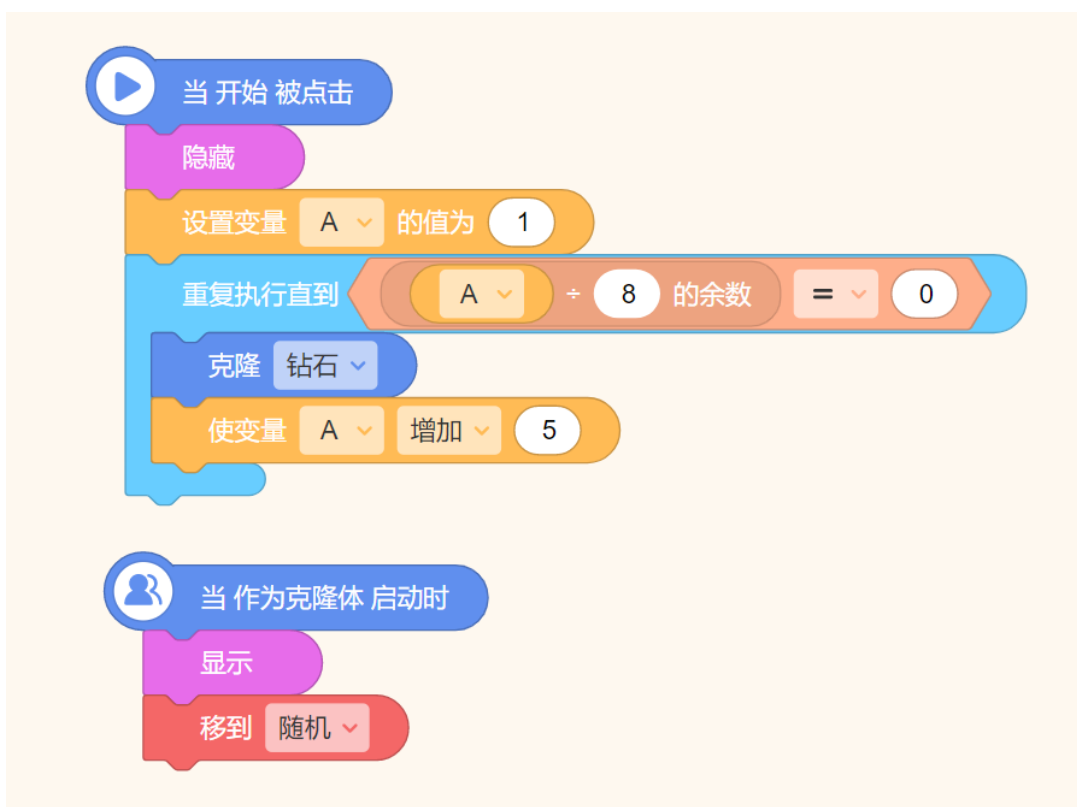 当 开始 被点击
隐藏
设置变量 A 的值为 1
重复执行直到 A ÷ 8 的余数 = 0
克隆 钻石
使变量 A 增加 5
当 作为克隆体 启动时
显示
移到 随机